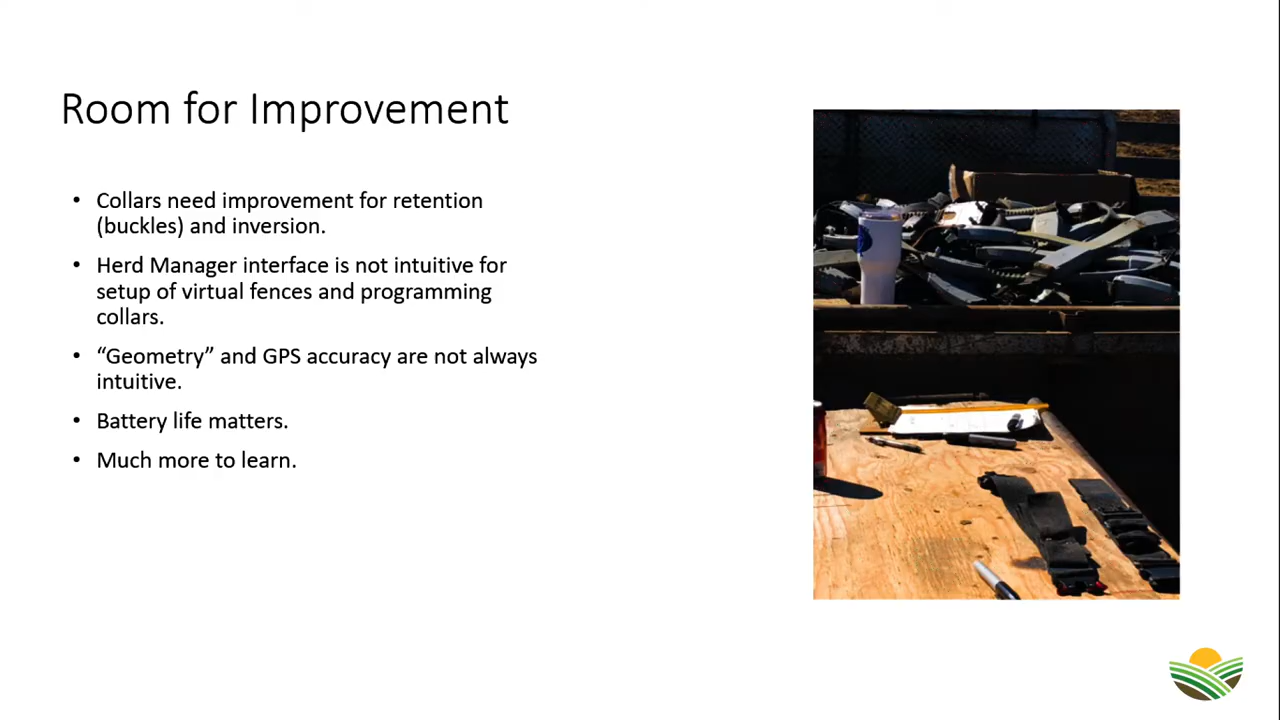 Room for Improvement
• Collars need improvement for retention
(buckles) and inversion.
• Herd Manager interface is not intuitive for
setup of virtual fences and programming
collars.
• “Geometry” and GPS accuracy are not always
intuitive.
• Battery life matters.
• Much more to learn.